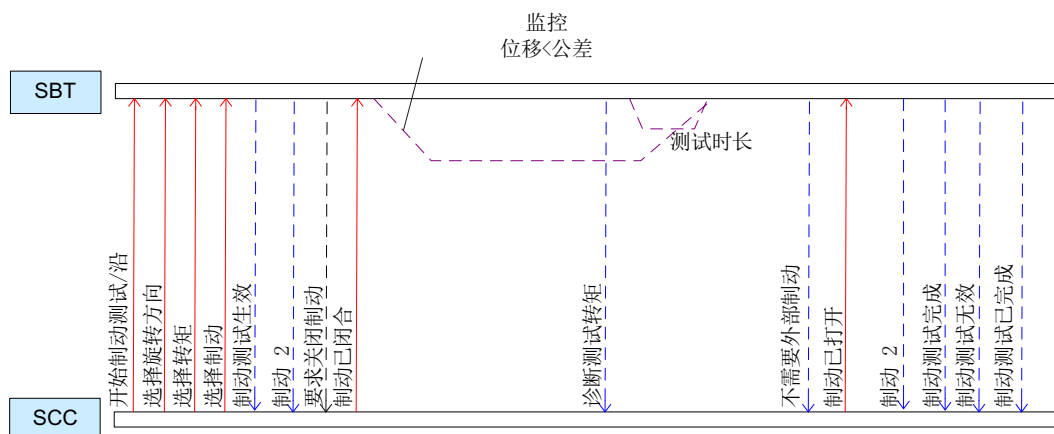 监控
位移<公差
SBT
测试时长
开始制动测试/沿
选择旋转方向
选择转矩
选择制动
制动测试生效
制动 2
要求关闭制动
制动已闭合
诊断测试转矩
不需要外部制动
制动已打开
制动 2
制动测试完成
制动测试无效
制动测试已完成
SCC